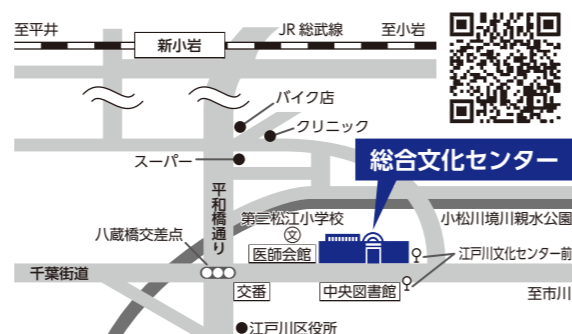 至平井
新小岩
JR 総武線
至小岩
バイク店
クリニック
スーパー
総合文化センター
平和橋通り
第三松江小学校
小松川境川親水公園
八蔵橋交差点
文
医師会館
江戸川文化センター前
千葉街道
交番
中央図書館
至市川
江戸川区役所